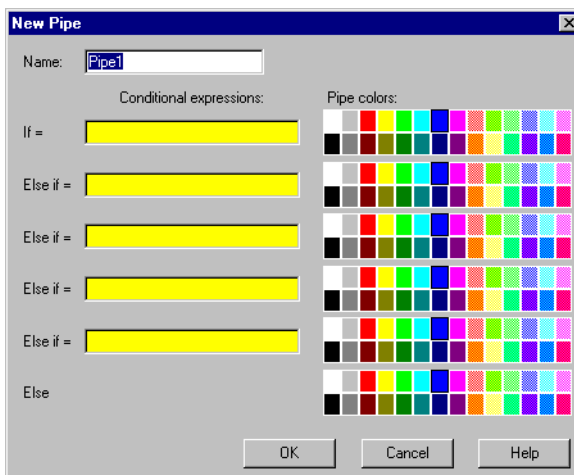 New Pipe
Name: Pipe1
Conditional expressions: Pipe colors:
If =
Else if =
Else if =
Else if =
Else if =
Else
OK Cancel Help